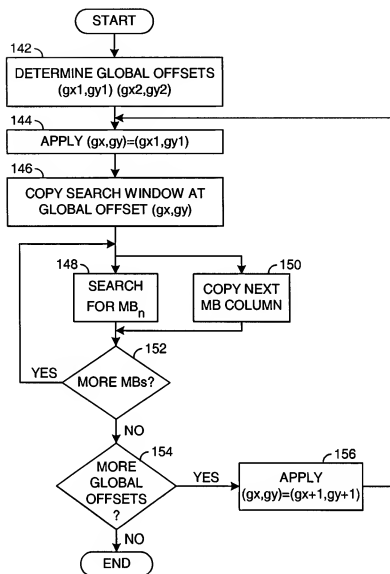 START
142
DETERMINE GLOBAL OFFSETS
(gx1,gy1) (gx2,gy2)
144
APPLY (gx,gy)=(gx1,gy1)
146
COPY SEARCH WINDOW AT
GLOBAL OFFSET (gx,gy)
148
SEARCH
FOR MBn
150
COPY NEXT
MB COLUMN
152
MORE MBs?
YES
NO
154
MORE
GLOBAL
OFFSETS
?
YES
156
APPLY
(gx,gy)=(gx+1,gy+1)
NO
END